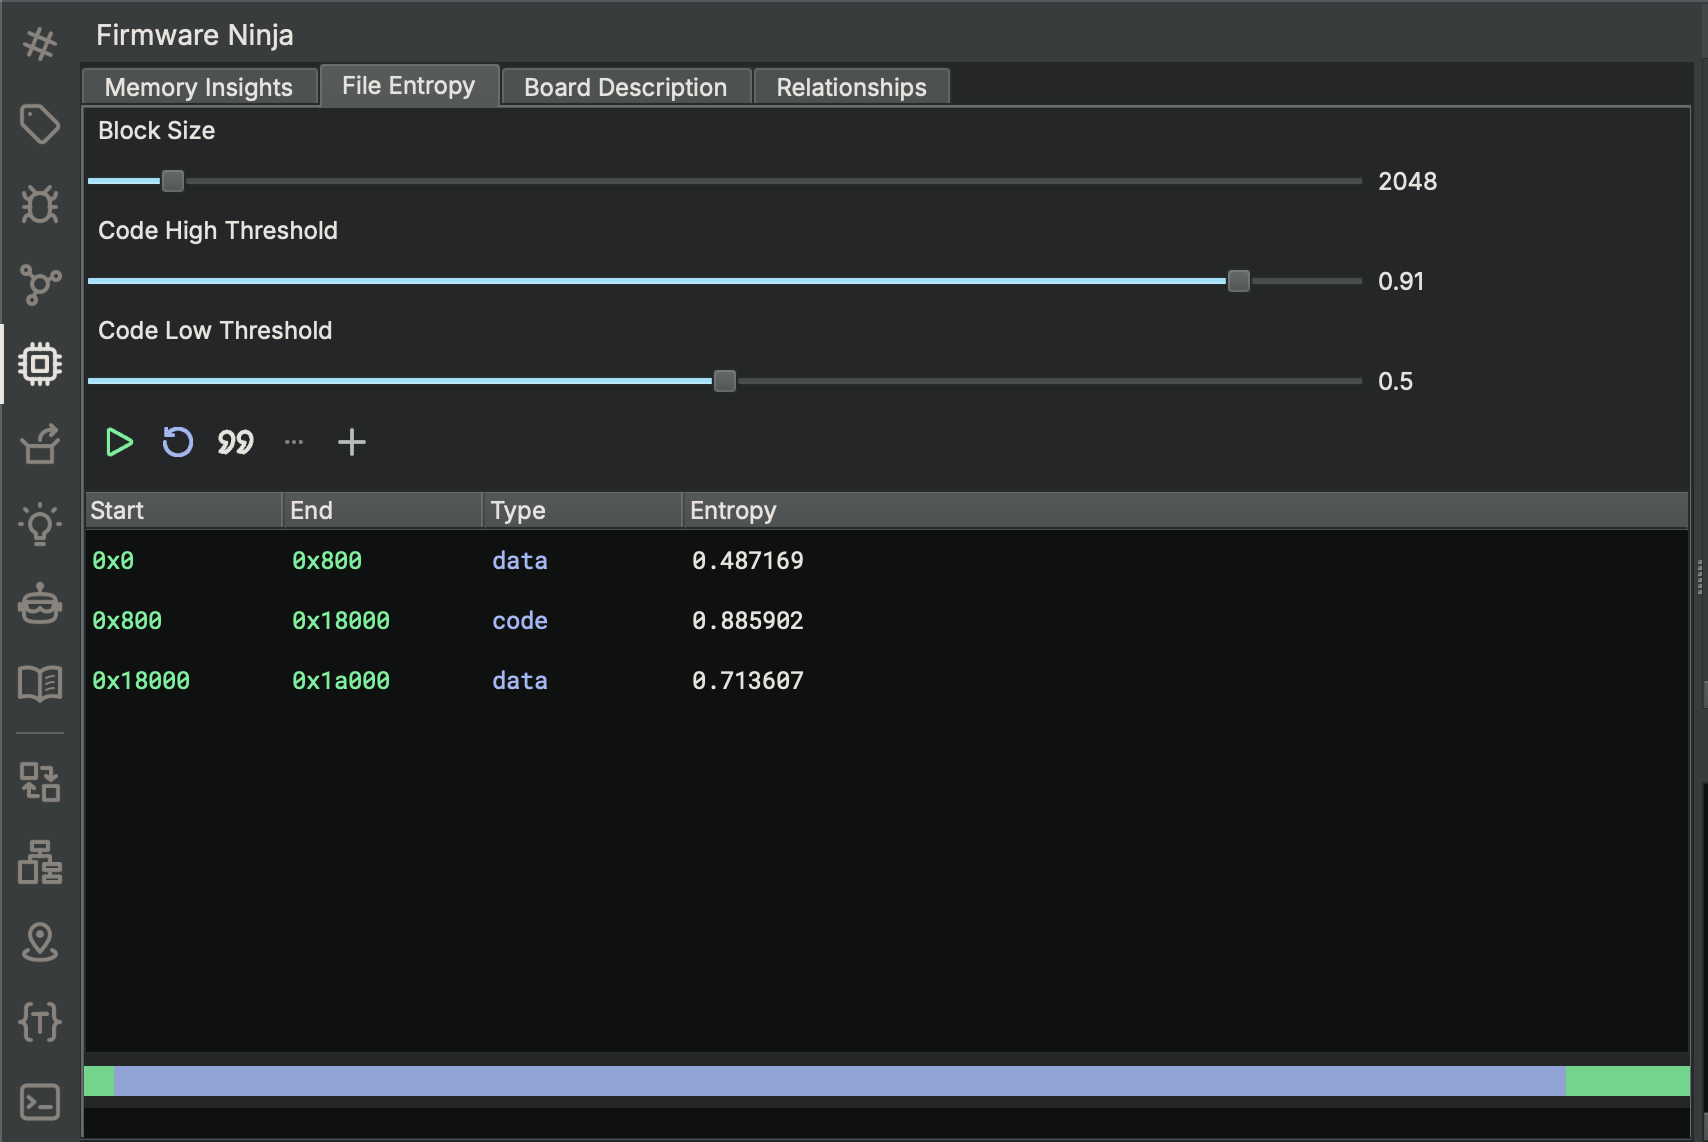 Firmware Ninja
Memory Insights File Entropy Board Description Relationships
Block Size
2048
Code High Threshold
0.91
Code Low Threshold
0.5
Start End Type Entropy
0x0 0x800 data 0.487169
0x800 0x18000 code 0.885902
0x18000 0x1a000 data 0.713607